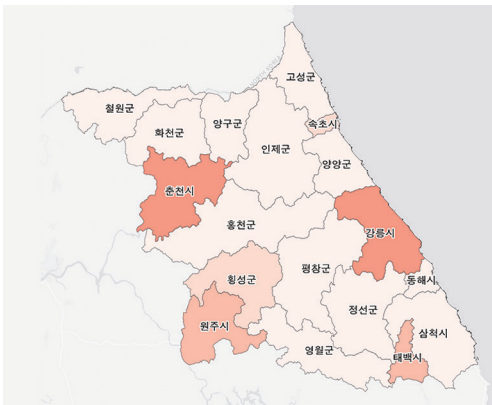 고성군
철원군
속초시
양구군
화천군
인제군
양양군
춘천시
홍천군
강릉시
평창군
횡성군
동해시
정선군
원주시
삼척시
영월군
태백시